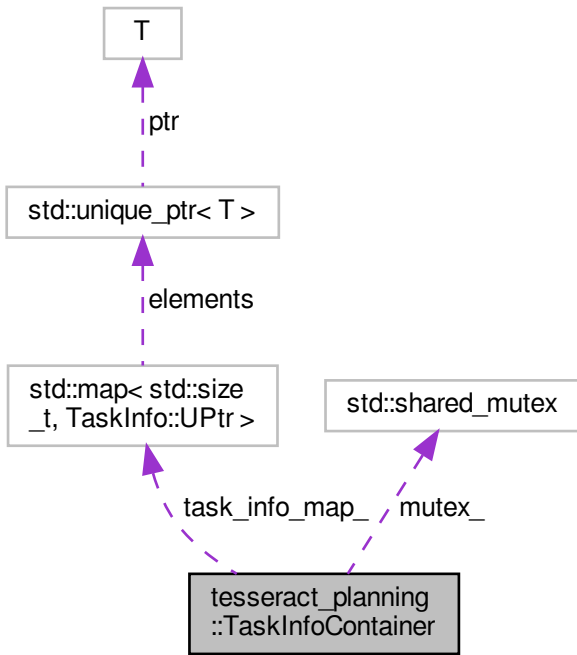 T
ptr
std::unique_ptr< T >
elements
std::map< std::size
_t, TaskInfo::UPtr >
std::shared_mutex
task_info_map_
mutex_
tesseract_planning
::TaskInfoContainer